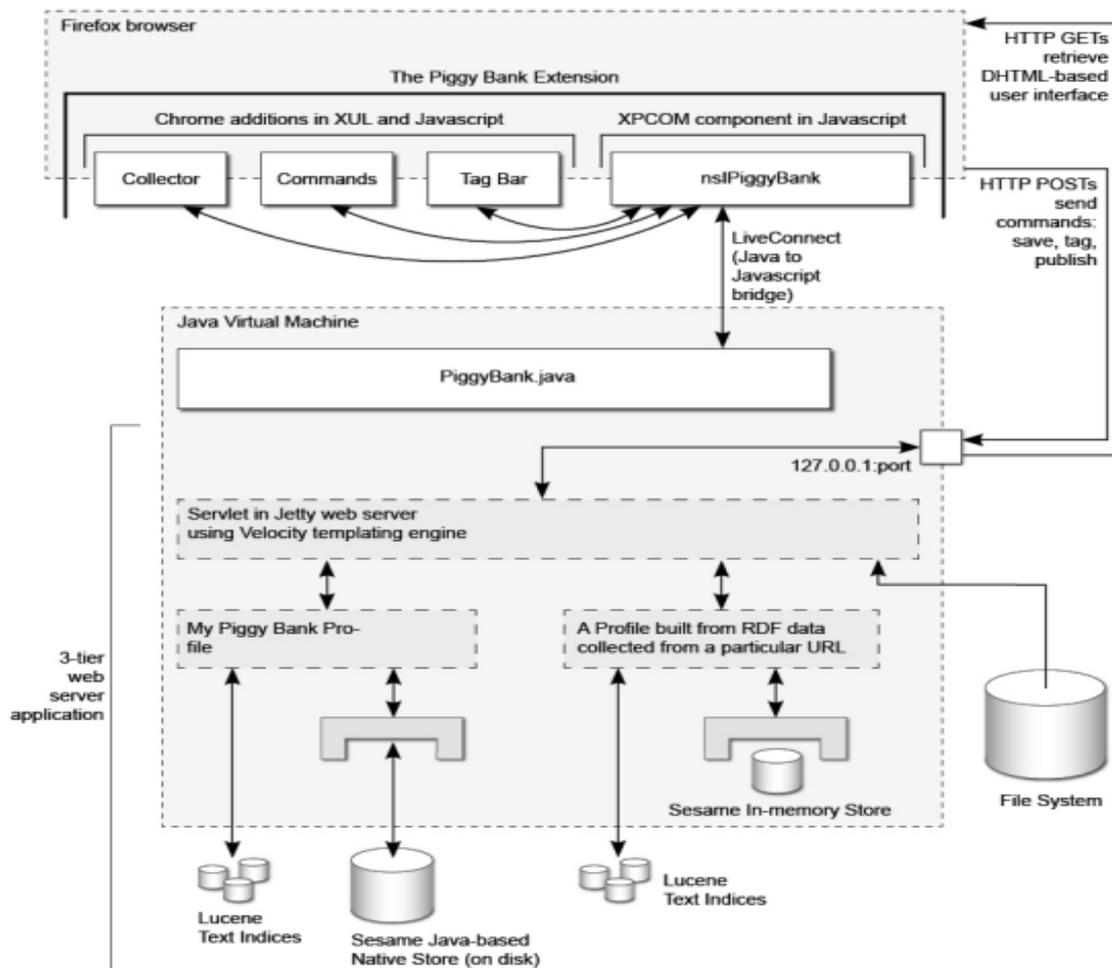 Firefox browser
The Piggy Bank Extension
Chrome additions in XUL and Javascript
XPCOM component in Javascript
Collector
Commands
Tag Bar
nsIPiggyBank
HTTP GETs
retrieve
DHTML-based
user interface
HTTP POSTs
send
commands:
save, tag,
publish
LiveConnect
(Java to
Javascript
bridge)
Java Virtual Machine
PiggyBank.java
127.0.0.1:port
Servlet in Jetty web server
using Velocity templating engine
My Piggy Bank Pro-
file
A Profile built from RDF data
collected from a particular URL
3-tier
web
server
application
Sesame In-memory Store
File System
Lucene
Text Indices
Sesame Java-based
Native Store (on disk)
Lucene
Text Indices